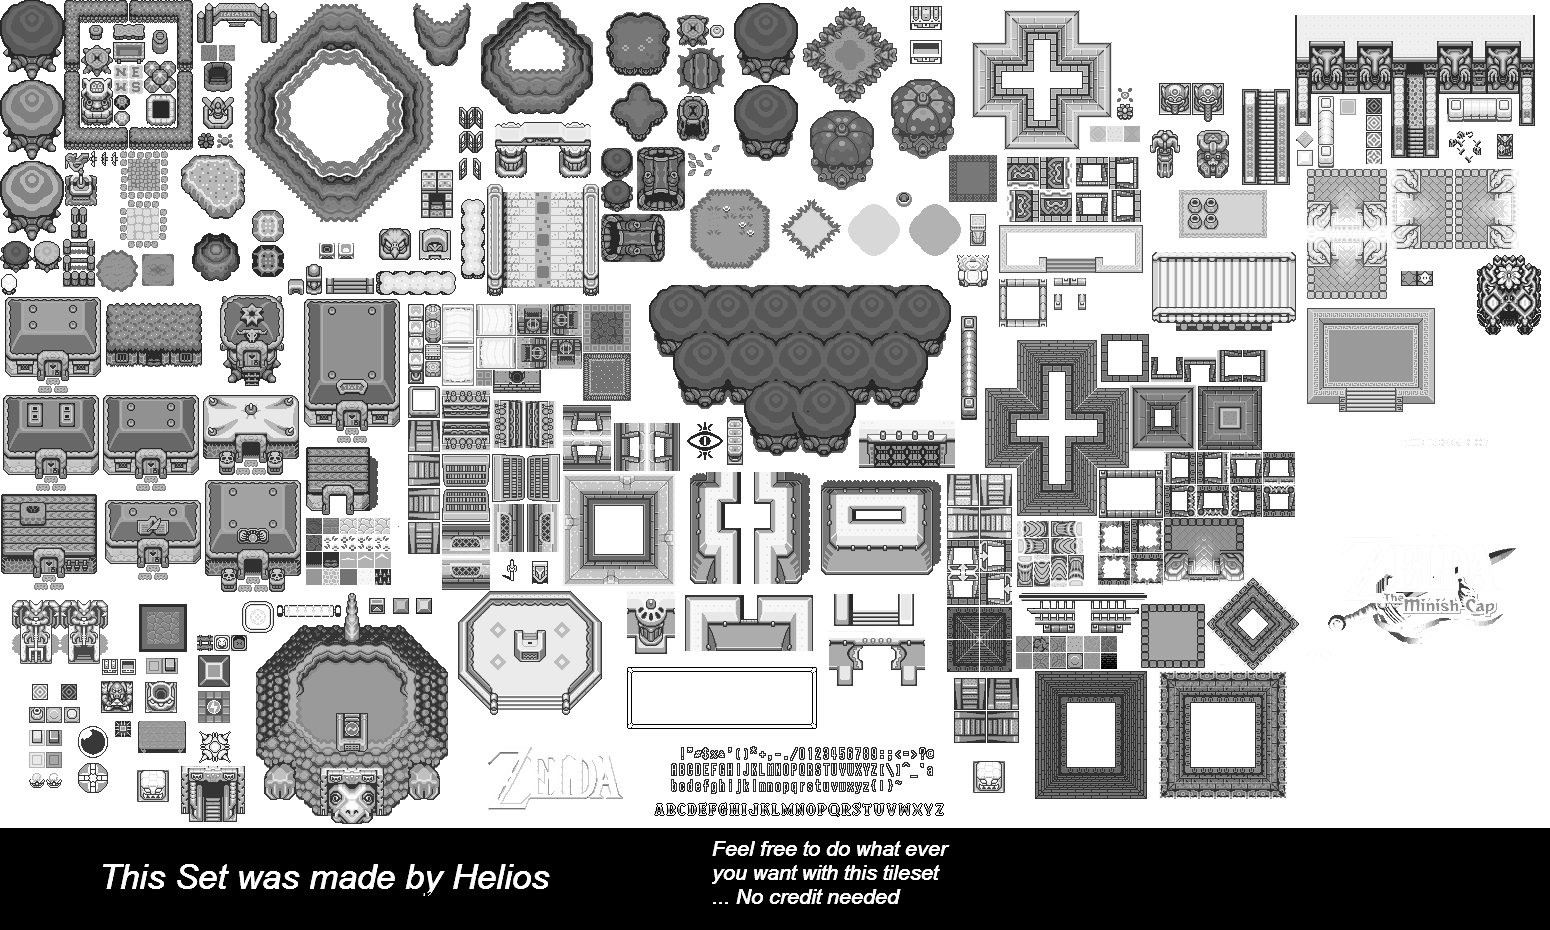 N E
W S
ZELDA
The
Minish Cap
ZELDA
!"#$%&'()*+,-./0123456789:;<=>?@
ABCDEFGHIJKLMNOPQRSTUVWXYZ[\]^_`a
bcdefghijklmnopqrstuvwxyz{|}~
ABCDEFGHIJKLMNOPQRSTUVWXYZ
This Set was made by Helios
Feel free to do what ever
you want with this tileset
... No credit needed